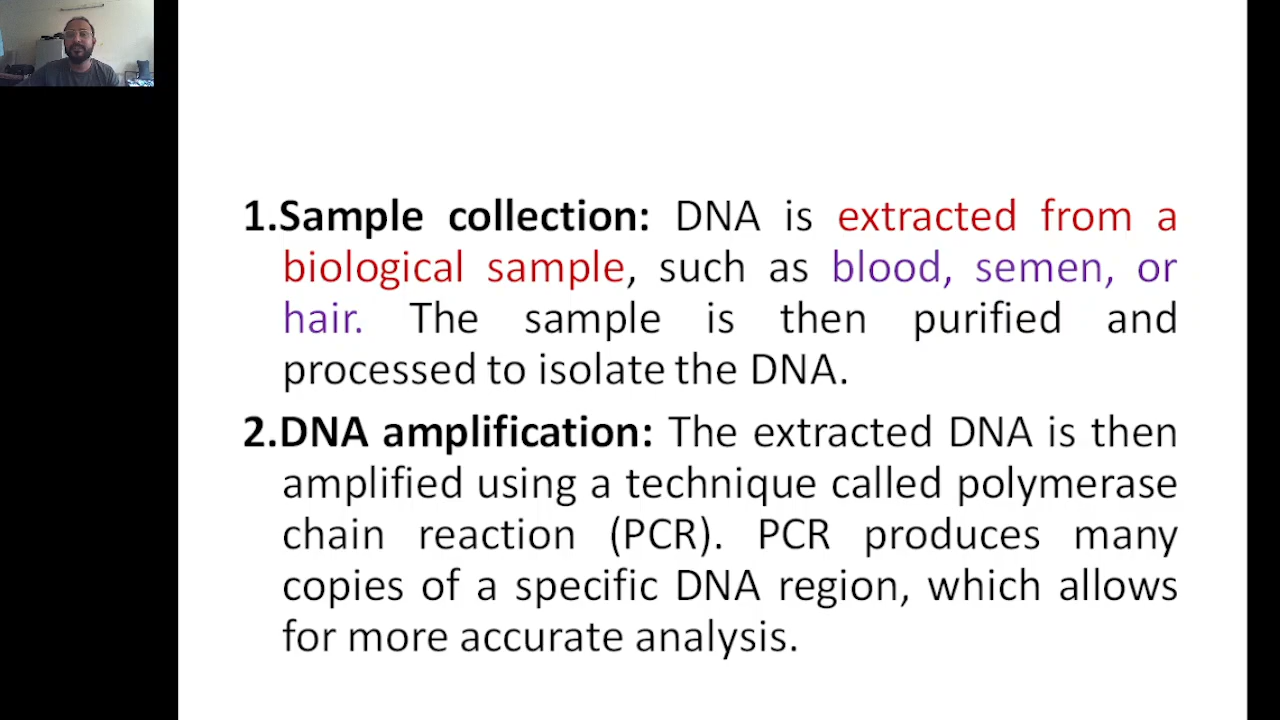 1.Sample collection: DNA is extracted from a
biological sample, such as blood, semen, or
hair. The sample is then purified and
processed to isolate the DNA.
2.DNA amplification: The extracted DNA is then
amplified using a technique called polymerase
chain reaction (PCR). PCR produces many
copies of a specific DNA region, which allows
for more accurate analysis.